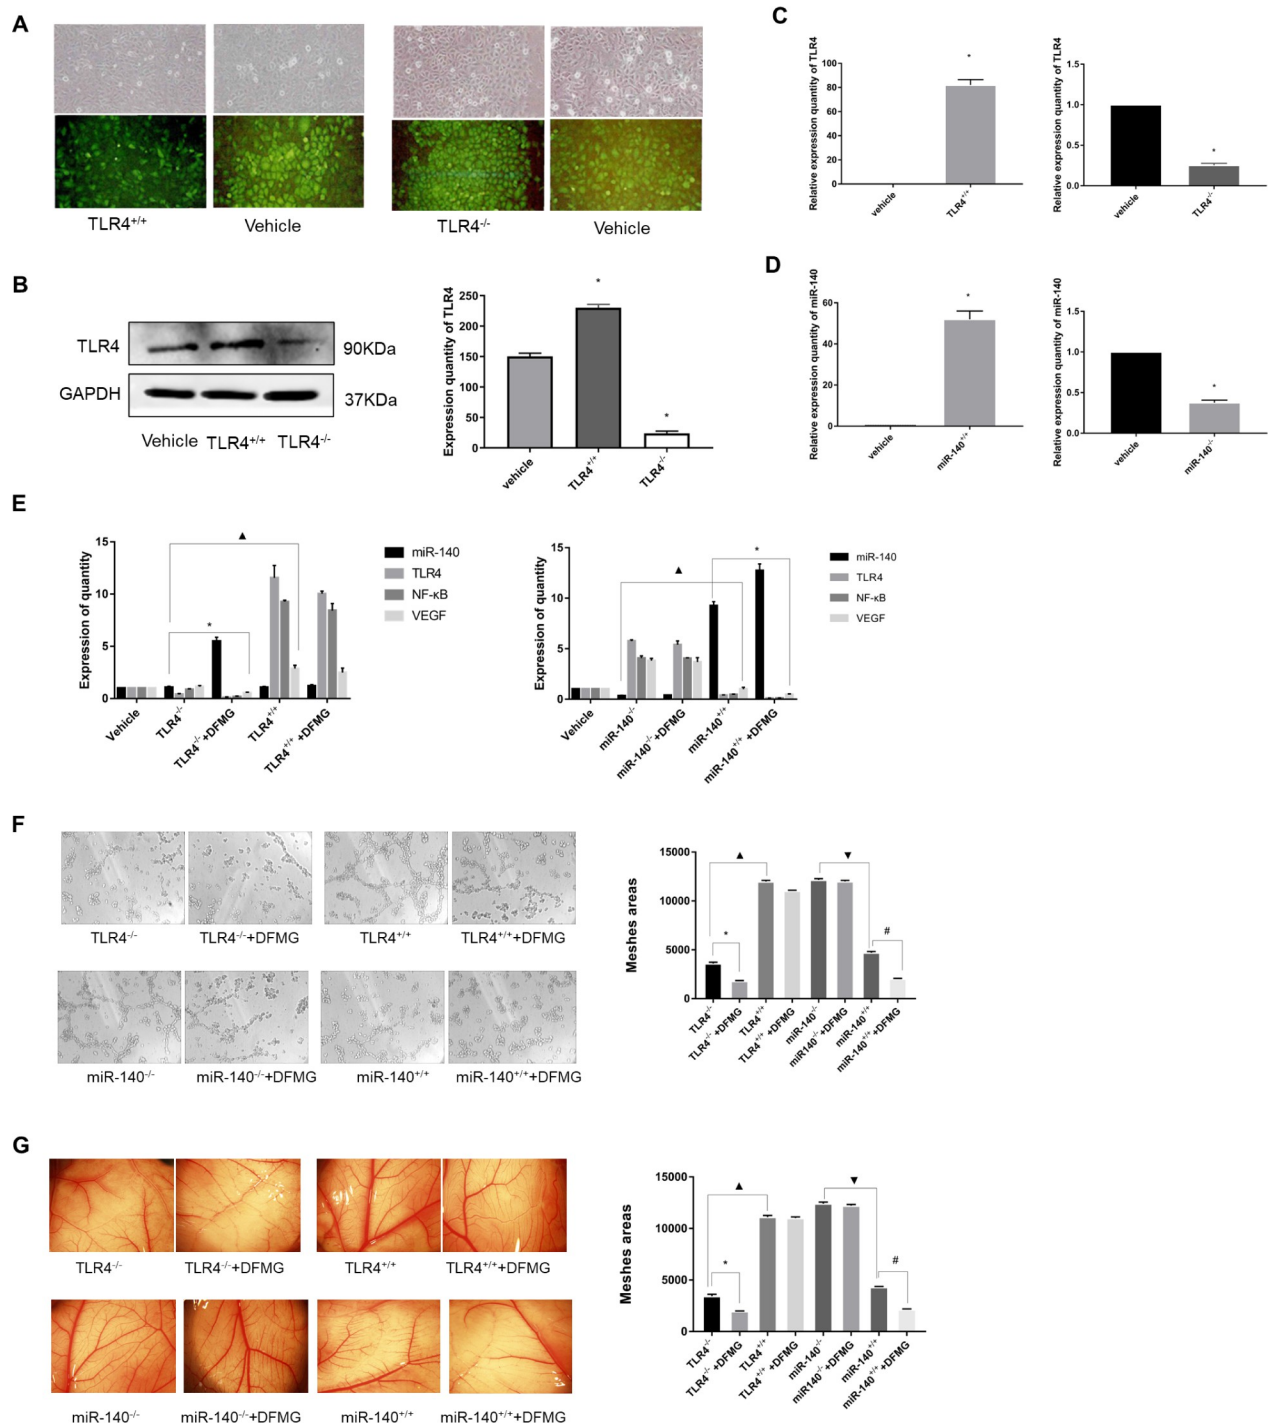 A
TLR4+/+
Vehicle
TLR4-/-
Vehicle
B
TLR4
90KDa
GAPDH
37KDa
Vehicle
TLR4+/+
TLR4-/-
Expression quantity of TLR4
250
200
150
100
50
0
*
*
vehicle
TLR4+/+
TLR4-/-
C
Relative expression quantity of TLR4
100
80
60
40
20
0
*
vehicle
TLR4+/+
Relative expression quantity of TLR4
1.5
1.0
0.5
0.0
*
vehicle
TLR4-/-
D
Relative expression quantity of miR-140
60
40
20
0
*
vehicle
miR-140+/+
Relative expression quantity of miR-140
1.5
1.0
0.5
0.0
*
vehicle
miR-140-/-
E
Expression of quantity
15
10
5
0
▲
*
Vehicle
TLR4-/-
TLR4-/-+DFMG
TLR4+/+
TLR4+/+ +DFMG
miR-140
TLR4
NF-κB
VEGF
Expression of quantity
15
10
5
0
▲
*
Vehicle
miR-140-/-
miR-140-/-+DFMG
miR-140+/+
miR-140+/+ +DFMG
miR-140
TLR4
NF-κB
VEGF
F
TLR4-/-
TLR4-/-+DFMG
TLR4+/+
TLR4+/++DFMG
miR-140-/-
miR-140-/-+DFMG
miR-140+/+
miR-140+/++DFMG
Meshes areas
15000
10000
5000
0
▲
▼
*
#
TLR4-/-
TLR4-/- +DFMG
TLR4+/+
TLR4+/+ +DFMG
miR-140-/-
miR140-/- +DFMG
miR-140+/+
miR-140+/+ +DFMG
G
TLR4-/-
TLR4-/-+DFMG
TLR4+/+
TLR4+/++DFMG
miR-140-/-
miR-140-/-+DFMG
miR-140+/+
miR-140+/++DFMG
Meshes areas
15000
10000
5000
0
▲
▼
*
#
TLR4-/-
TLR4-/- +DFMG
TLR4+/+
TLR4+/+ +DFMG
miR-140-/-
miR140-/- +DFMG
miR-140+/+
miR-140+/+ +DFMG